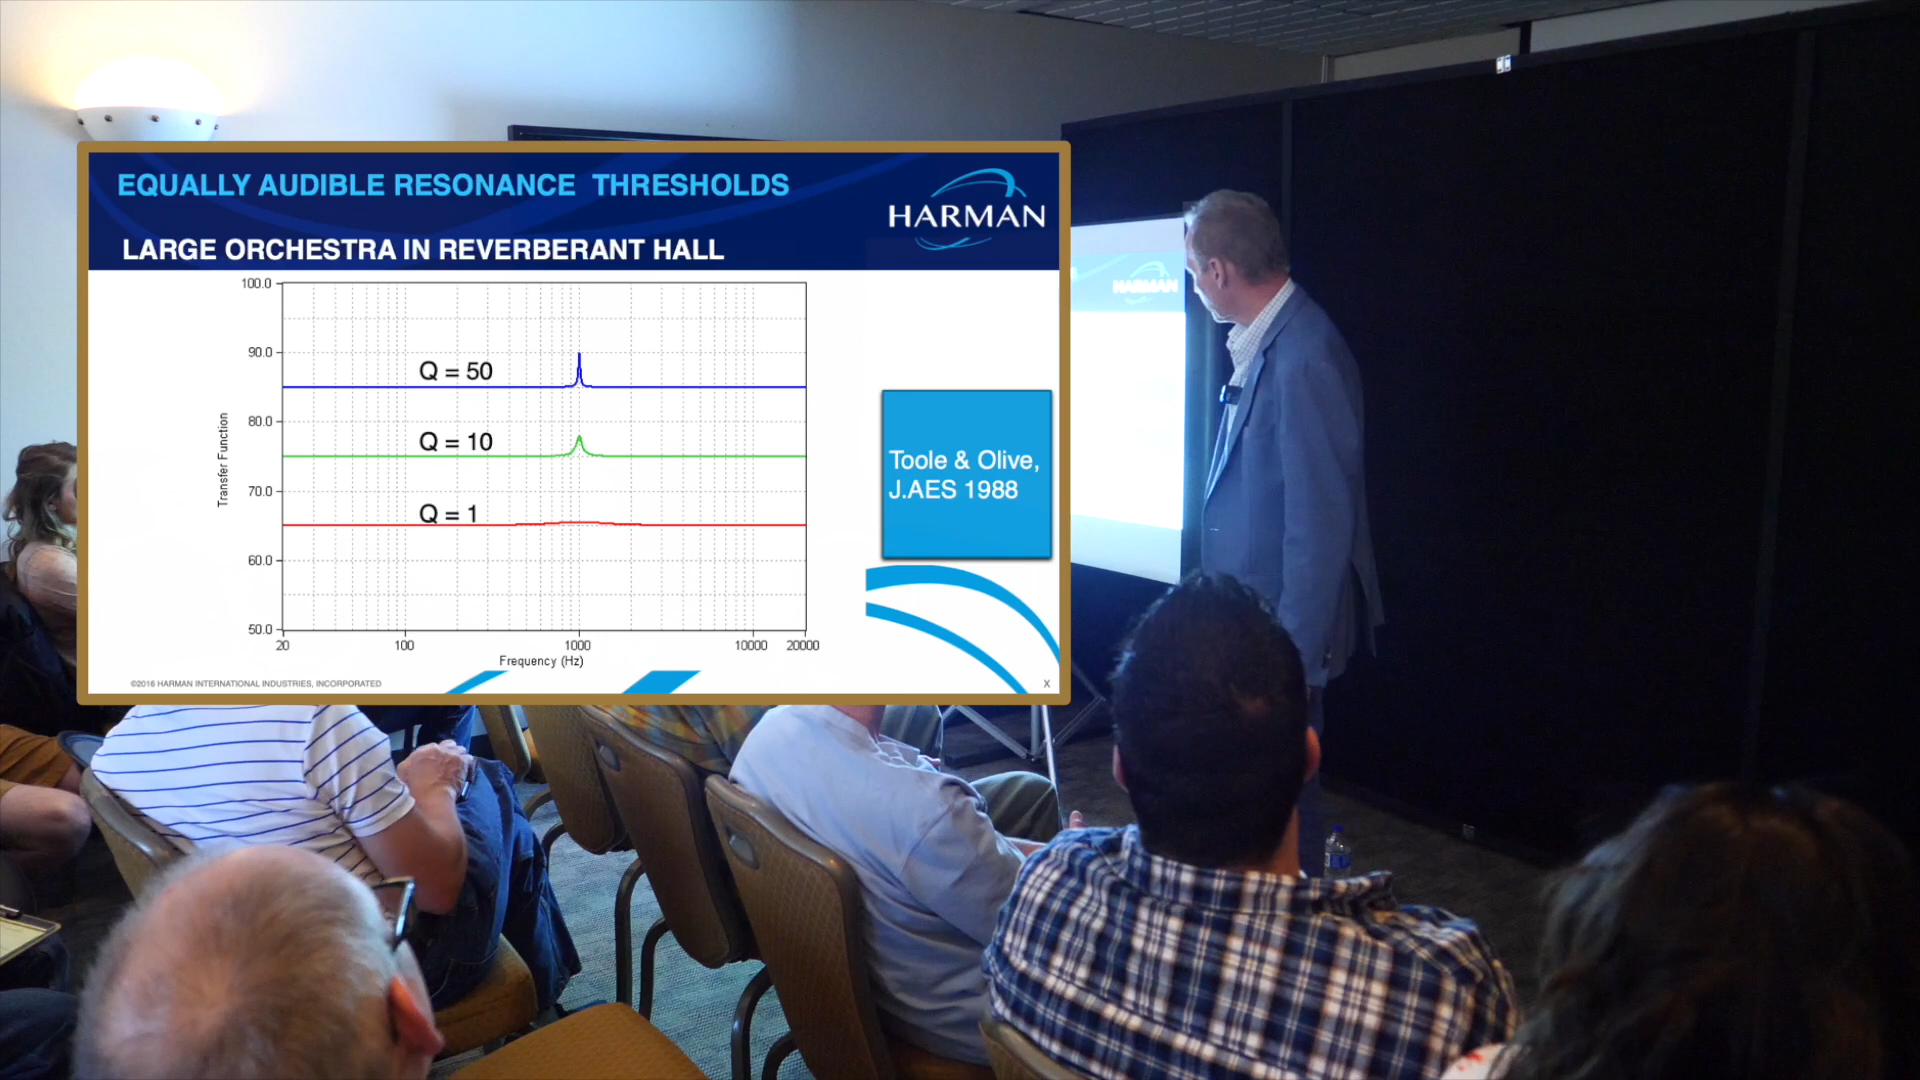 EQUALLY AUDIBLE RESONANCE THRESHOLDS
HARMAN
LARGE ORCHESTRA IN REVERBERANT HALL
100.0
90.0
80.0
70.0
60.0
50.0
Transfer Function
Q = 50
Q = 10
Q = 1
20
100
1000
10000
20000
Frequency (Hz)
Toole & Olive,
J.AES 1988
©2016 HARMAN INTERNATIONAL INDUSTRIES, INCORPORATED
X
HARMAN